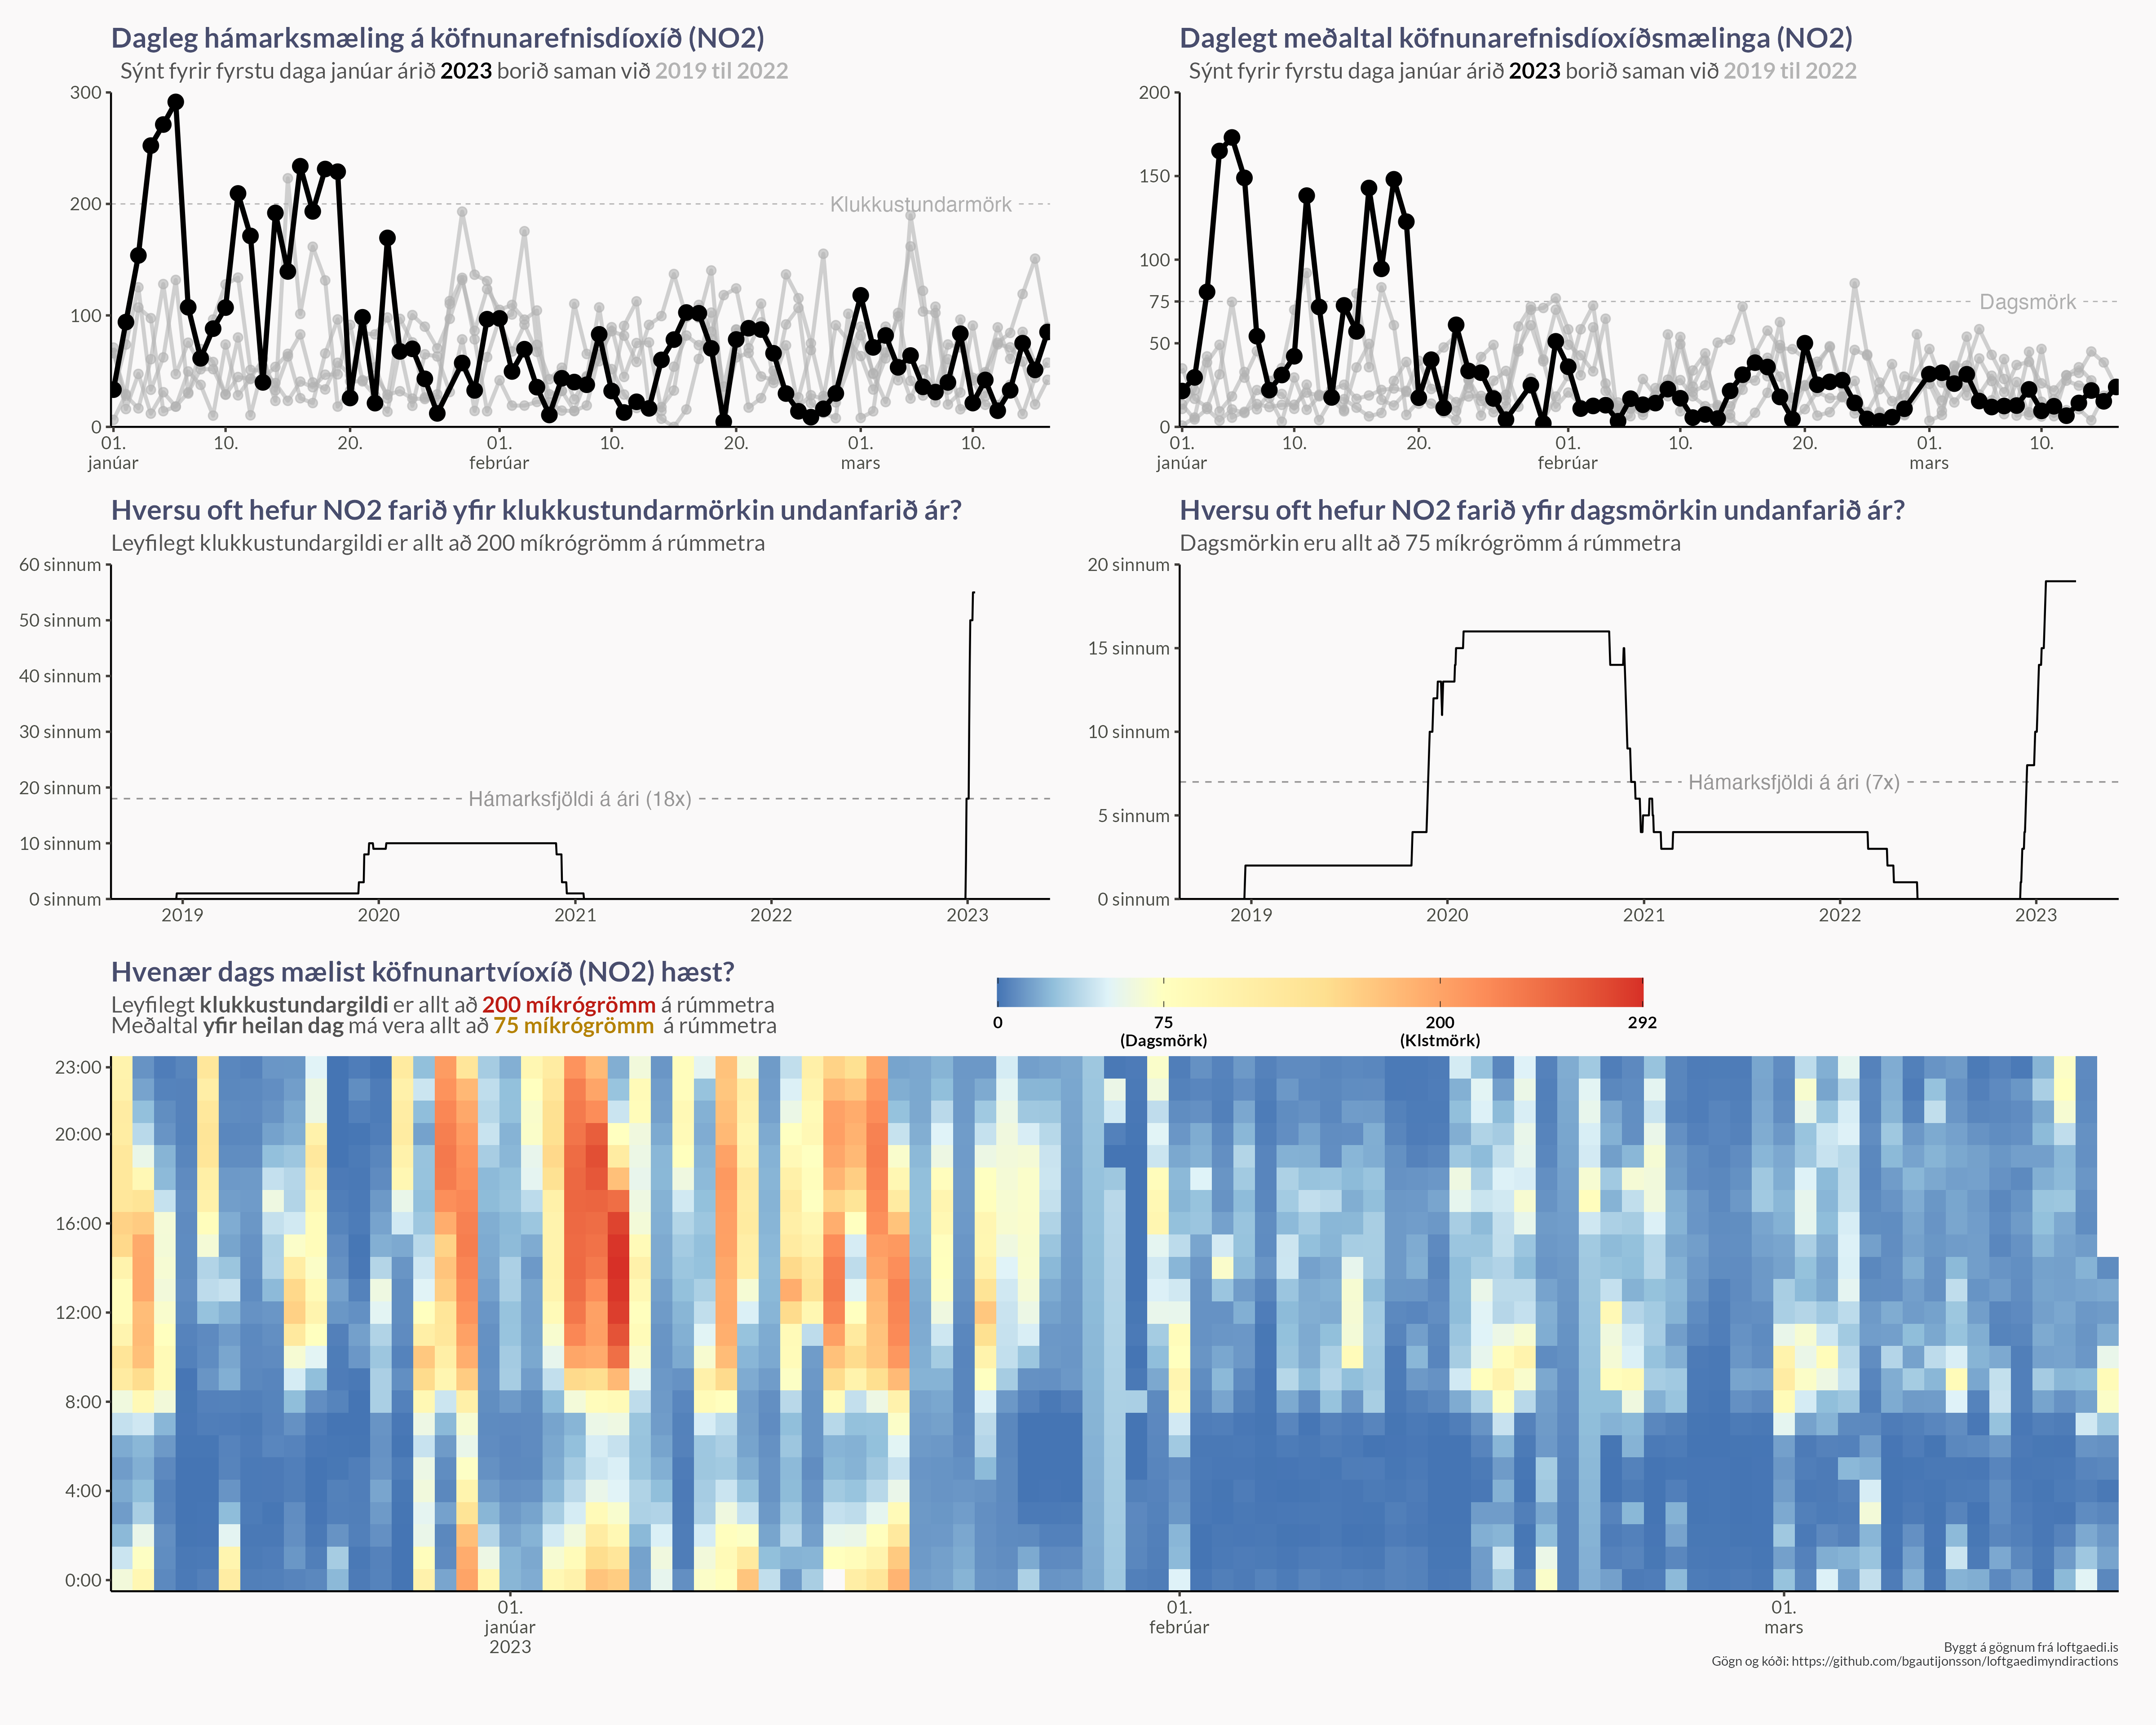 Dagleg hámarksmæling á köfnunarefnisdíoxíð (NO2)
Sýnt fyrir fyrstu daga janúar árið 2023 borið saman við 2019 til 2022
300
200
100
0
Klukkustundarmörk
01. 10. 20. 01. 10. 20. 01. 10.
janúar febrúar mars
Daglegt meðaltal köfnunarefnisdíoxíðsmælinga (NO2)
Sýnt fyrir fyrstu daga janúar árið 2023 borið saman við 2019 til 2022
200
150
100
75
50
0
Dagsmörk
01. 10. 20. 01. 10. 20. 01. 10.
janúar febrúar mars
Hversu oft hefur NO2 farið yfir klukkustundarmörkin undanfarið ár?
Leyfilegt klukkustundargildi er allt að 200 míkrógrömm á rúmmetra
60 sinnum
50 sinnum
40 sinnum
30 sinnum
20 sinnum
10 sinnum
0 sinnum
Hámarksfjöldi á ári (18x)
2019 2020 2021 2022 2023
Hversu oft hefur NO2 farið yfir dagsmörkin undanfarið ár?
Dagsmörkin eru allt að 75 míkrógrömm á rúmmetra
20 sinnum
15 sinnum
10 sinnum
5 sinnum
0 sinnum
Hámarksfjöldi á ári (7x)
2019 2020 2021 2022 2023
Hvenær dags mælist köfnunartvíoxíð (NO2) hæst?
Leyfilegt klukkustundargildi er allt að 200 míkrógrömm á rúmmetra
Meðaltal yfir heilan dag má vera allt að 75 míkrógrömm á rúmmetra
0 75 200 292
(Dagsmörk) (Klstmörk)
23:00
20:00
16:00
12:00
8:00
4:00
0:00
01. 01. 01.
janúar febrúar mars
2023
Byggt á gögnum frá loftgaedi.is
Gögn og kóði: https://github.com/bgautijonsson/loftgaedimyndiractions